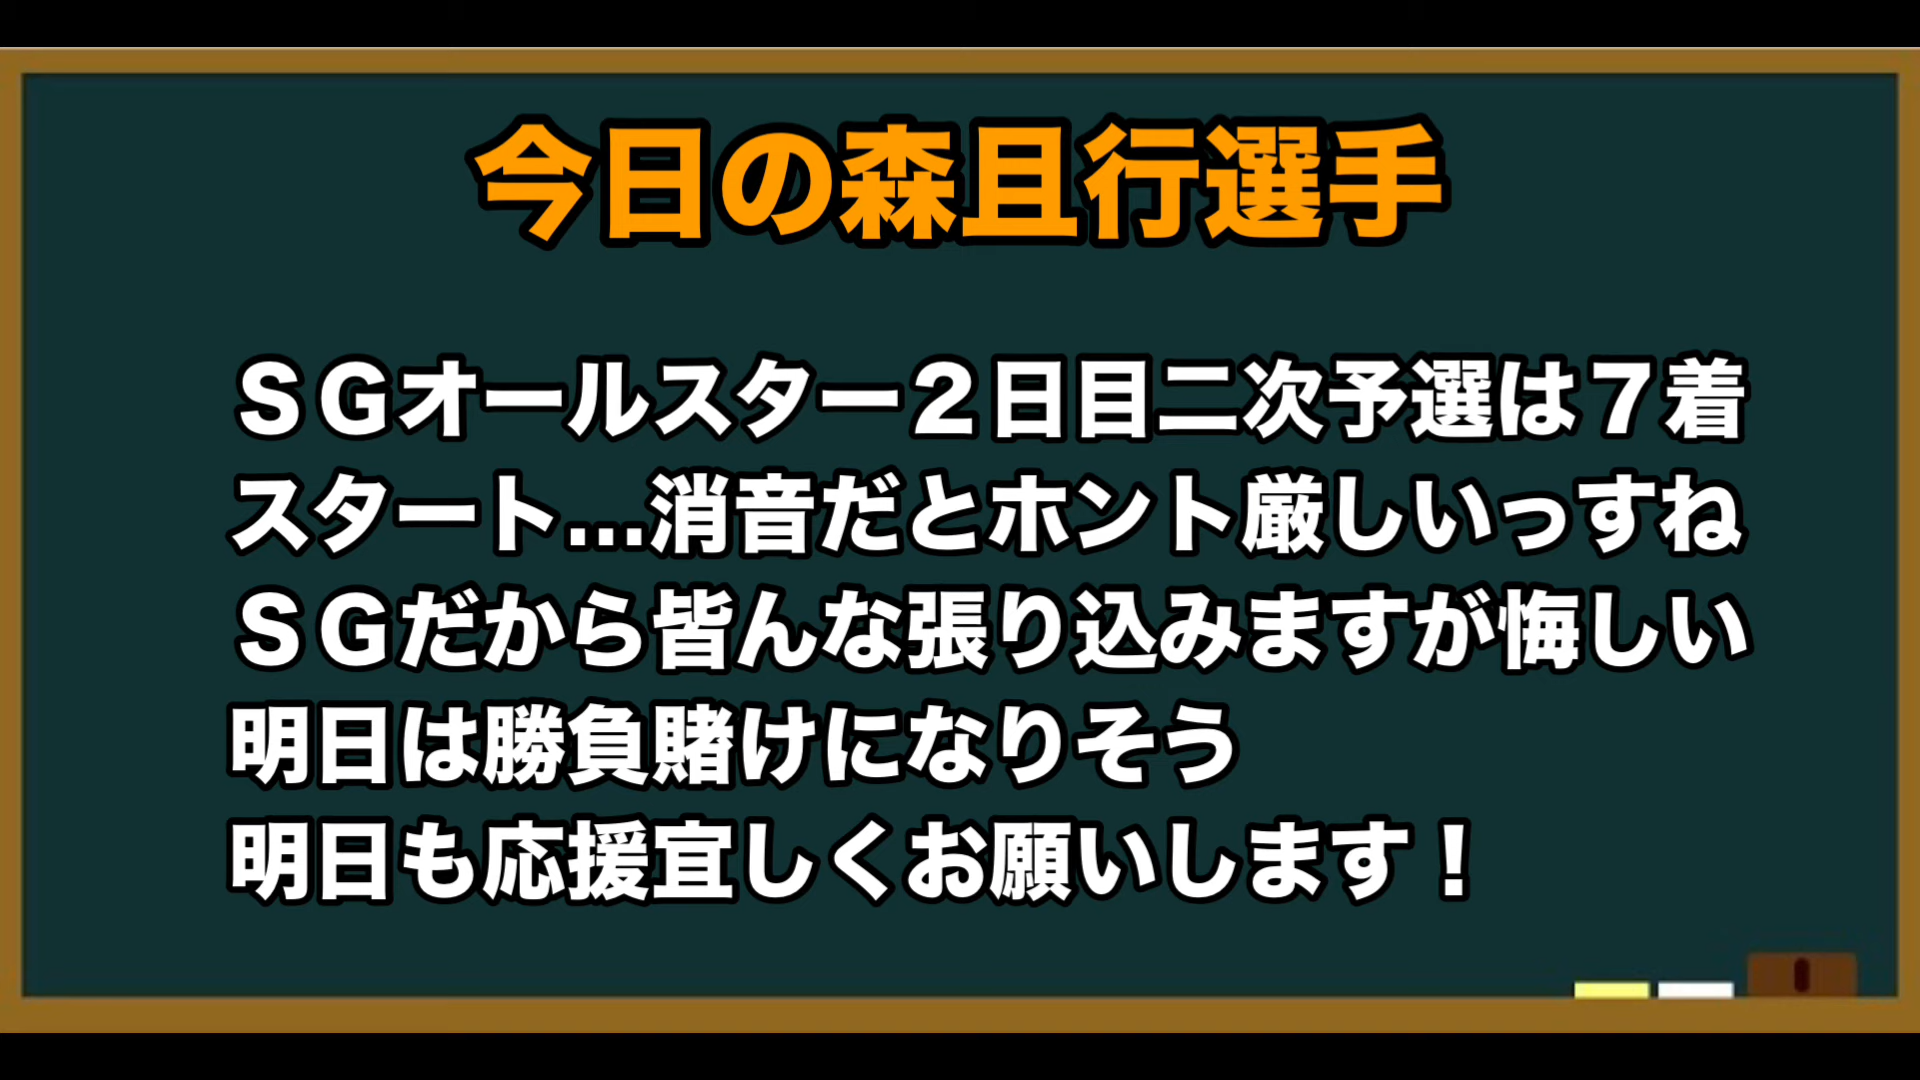 今日の森且行選手
ＳＧオールスター２日目二次予選は７着
スタート...消音だとホント厳しいっすね
ＳＧだから皆んな張り込みますが悔しい
明日は勝負賭けになりそう
明日も応援宜しくお願いします！